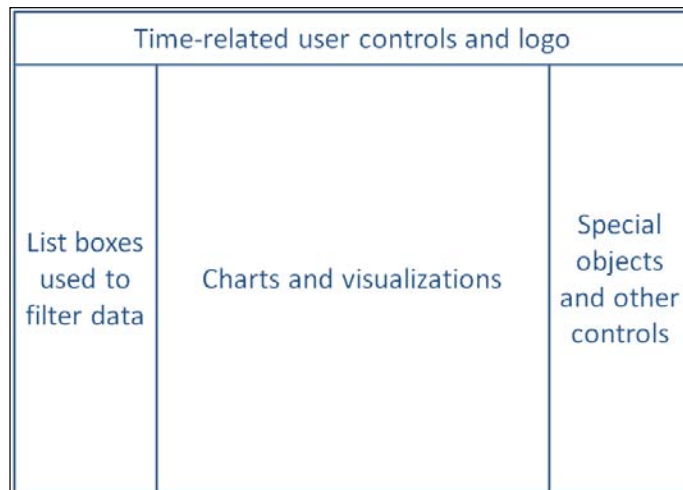 Time-related user controls and logo
List boxes
used to
filter data
Charts and visualizations
Special
objects
and other
controls